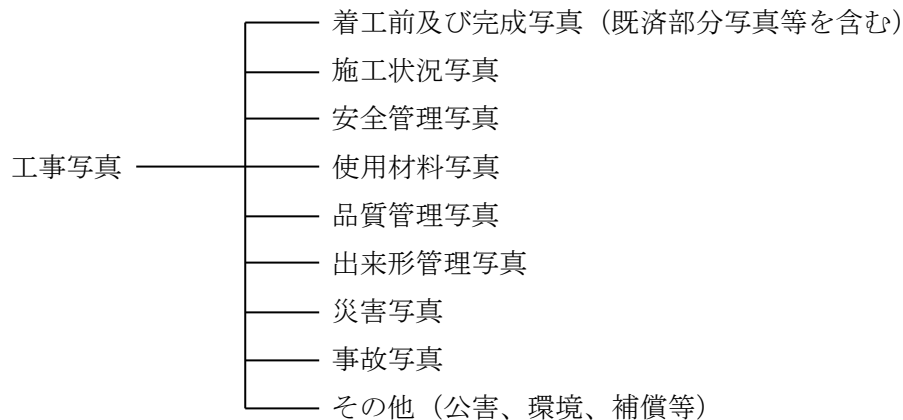 着工前及び完成写真（既済部分写真等を含む）
施工状況写真
安全管理写真
工事写真
使用材料写真
品質管理写真
出来形管理写真
災害写真
事故写真
その他（公害、環境、補償等）